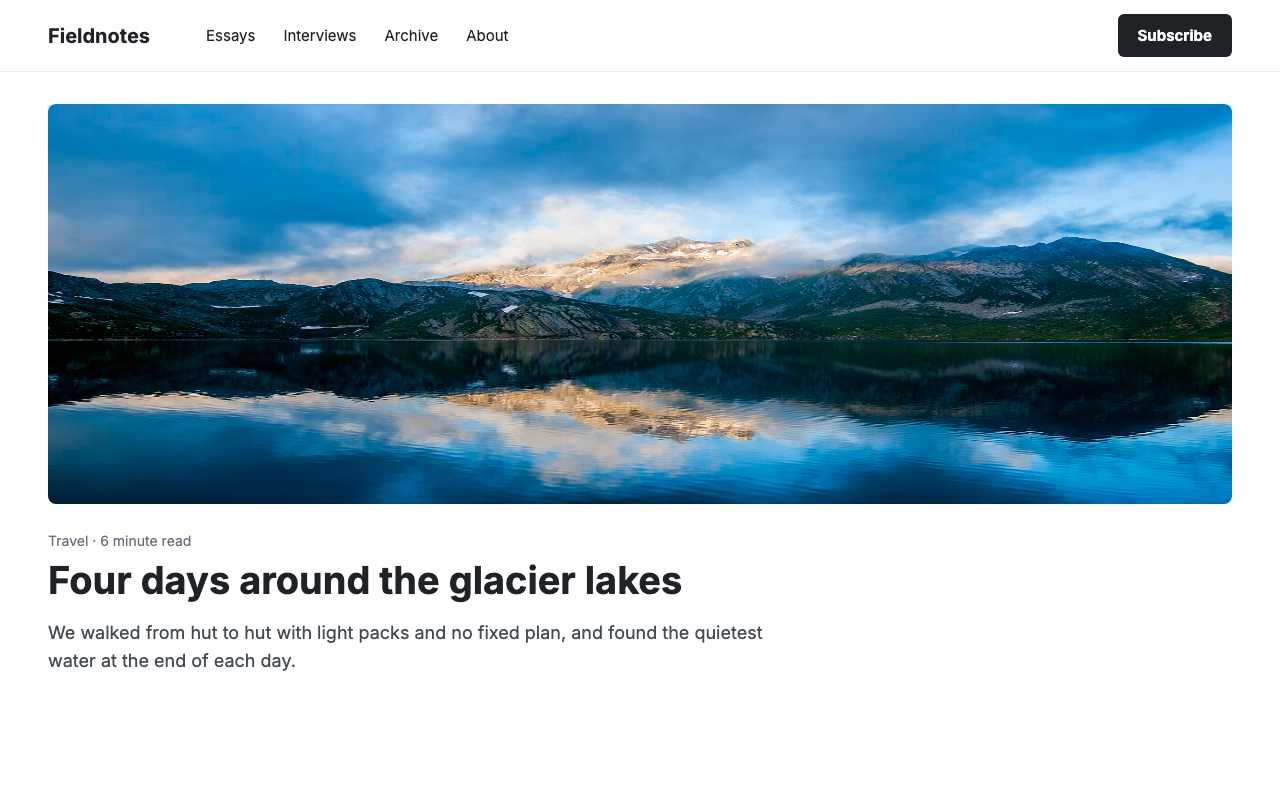 Fieldnotes
Essays
Interviews
Archive
About
Subscribe
Travel · 6 minute read
Four days around the glacier lakes
We walked from hut to hut with light packs and no fixed plan, and found the quietest
water at the end of each day.